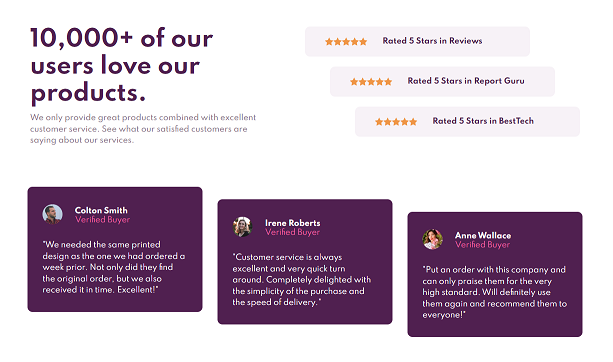 10,000+ of our
users love our
products.
We only provide great products combined with excellent
customer service. See what our satisfied customers are
saying about our services.
Rated 5 Stars in Reviews
Rated 5 Stars in Report Guru
Rated 5 Stars in BestTech
Colton Smith
Verified Buyer
"We needed the same printed
design as the one we had ordered a
week prior. Not only did they find
the original order, but we also
received it in time. Excellent!"
Irene Roberts
Verified Buyer
"Customer service is always
excellent and very quick turn
around. Completely delighted with
the simplicity of the purchase and
the speed of delivery."
Anne Wallace
Verified Buyer
"Put an order with this company and
can only praise them for the very
high standard. Will definitely use
them again and recommend them to
everyone!"